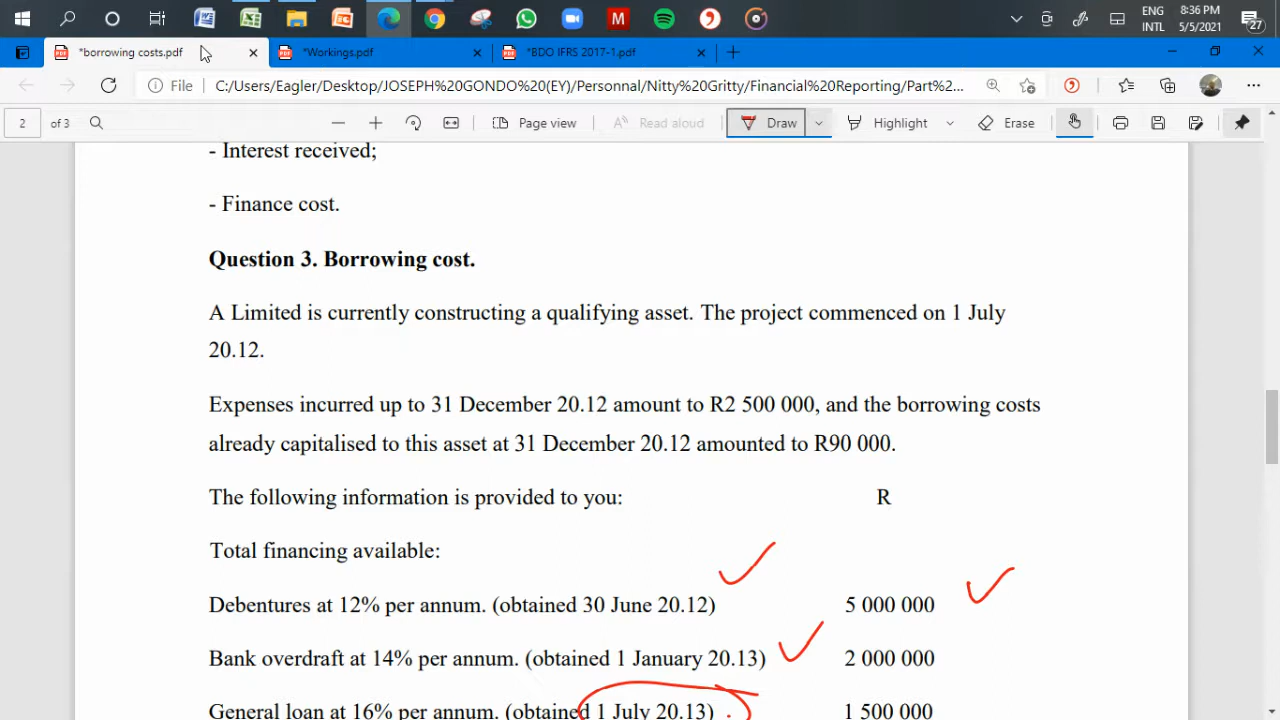 8:36 PM
ENG
INTL
5/5/2021
27
*borrowing costs.pdf
*Workings.pdf
*BDO IFRS 2017-1.pdf
File
C:/Users/Eagler/Desktop/JOSEPH%20GONDO%20(EY)/Personnal/Nitty%20Gritty/Financial%20Reporting/Part%2...
2 of 3
Page view
Read aloud
Draw
Highlight
Erase
- Interest received;
- Finance cost.
Question 3. Borrowing cost.
A Limited is currently constructing a qualifying asset. The project commenced on 1 July
20.12.
Expenses incurred up to 31 December 20.12 amount to R2 500 000, and the borrowing costs
already capitalised to this asset at 31 December 20.12 amounted to R90 000.
The following information is provided to you: R
Total financing available:
Debentures at 12% per annum. (obtained 30 June 20.12) 5 000 000
Bank overdraft at 14% per annum. (obtained 1 January 20.13) 2 000 000
General loan at 16% per annum. (obtained 1 July 20.13) 1 500 000